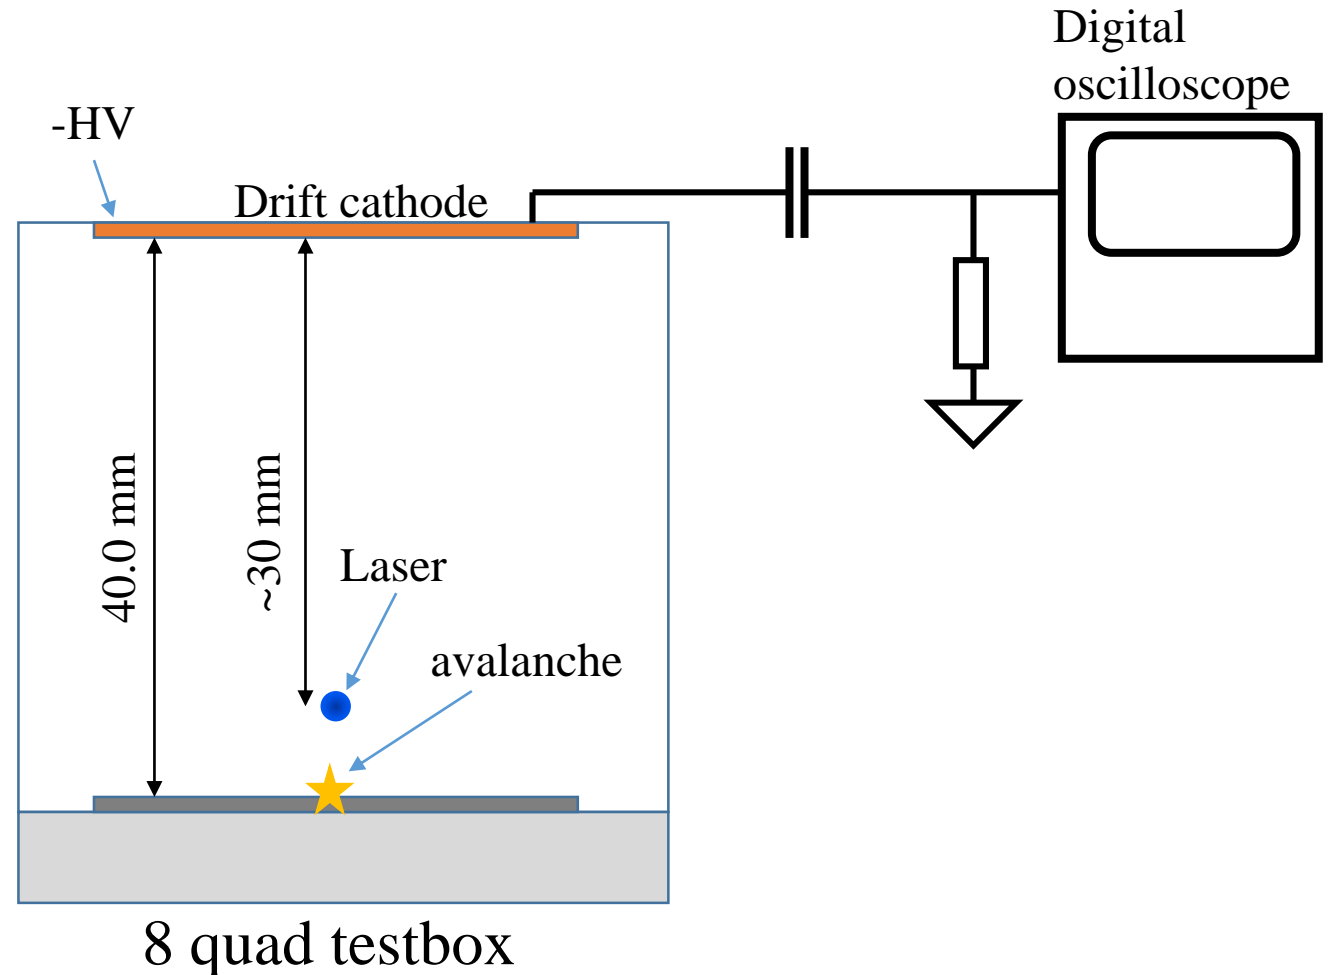 Digital
oscilloscope
-HV
Drift cathode
40.0 mm
~30 mm
Laser
avalanche
8 quad testbox